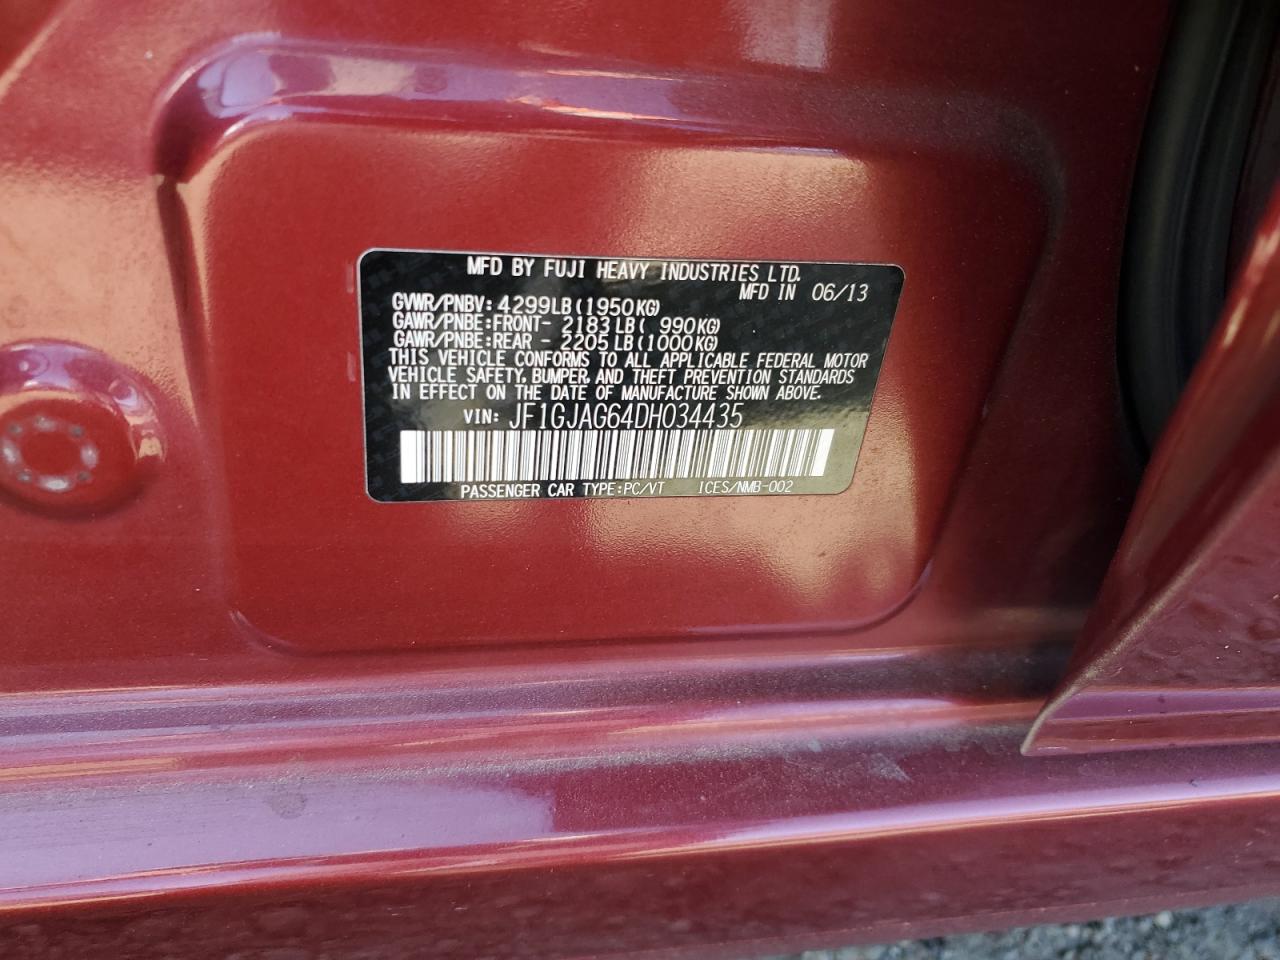 MFD BY FUJI HEAVY INDUSTRIES LTD.
MFD IN 06/13
GVWR/PNBV: 4299LB(1950KG)
GAWR/PNBE:FRONT- 2183LB( 990KG)
GAWR/PNBE:REAR - 2205LB(1000KG)
THIS VEHICLE CONFORMS TO ALL APPLICABLE FEDERAL MOTOR
VEHICLE SAFETY, BUMPER, AND THEFT PREVENTION STANDARDS
IN EFFECT ON THE DATE OF MANUFACTURE SHOWN ABOVE.
VIN: JF1GJAG64DH034435
PASSENGER CAR TYPE:PC/VT ICES/NMB-002